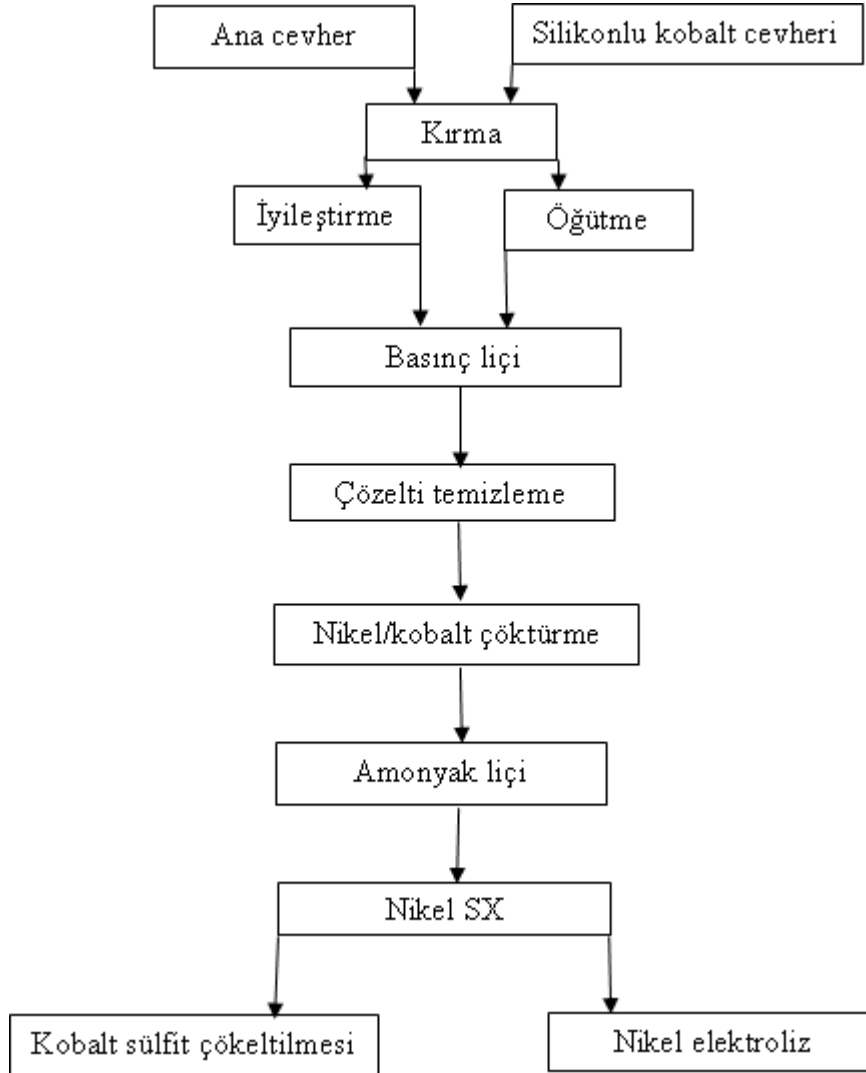 Ana cevher
Silikonlu kobalt cevheri
Kırma
İyileştirme
Öğütme
Basınç liçi
Çözelti temizleme
Nikel/kobalt çöktürme
Amonyak liçi
Nikel SX
Kobalt sülfit çökeltilmesi
Nikel elektroliz